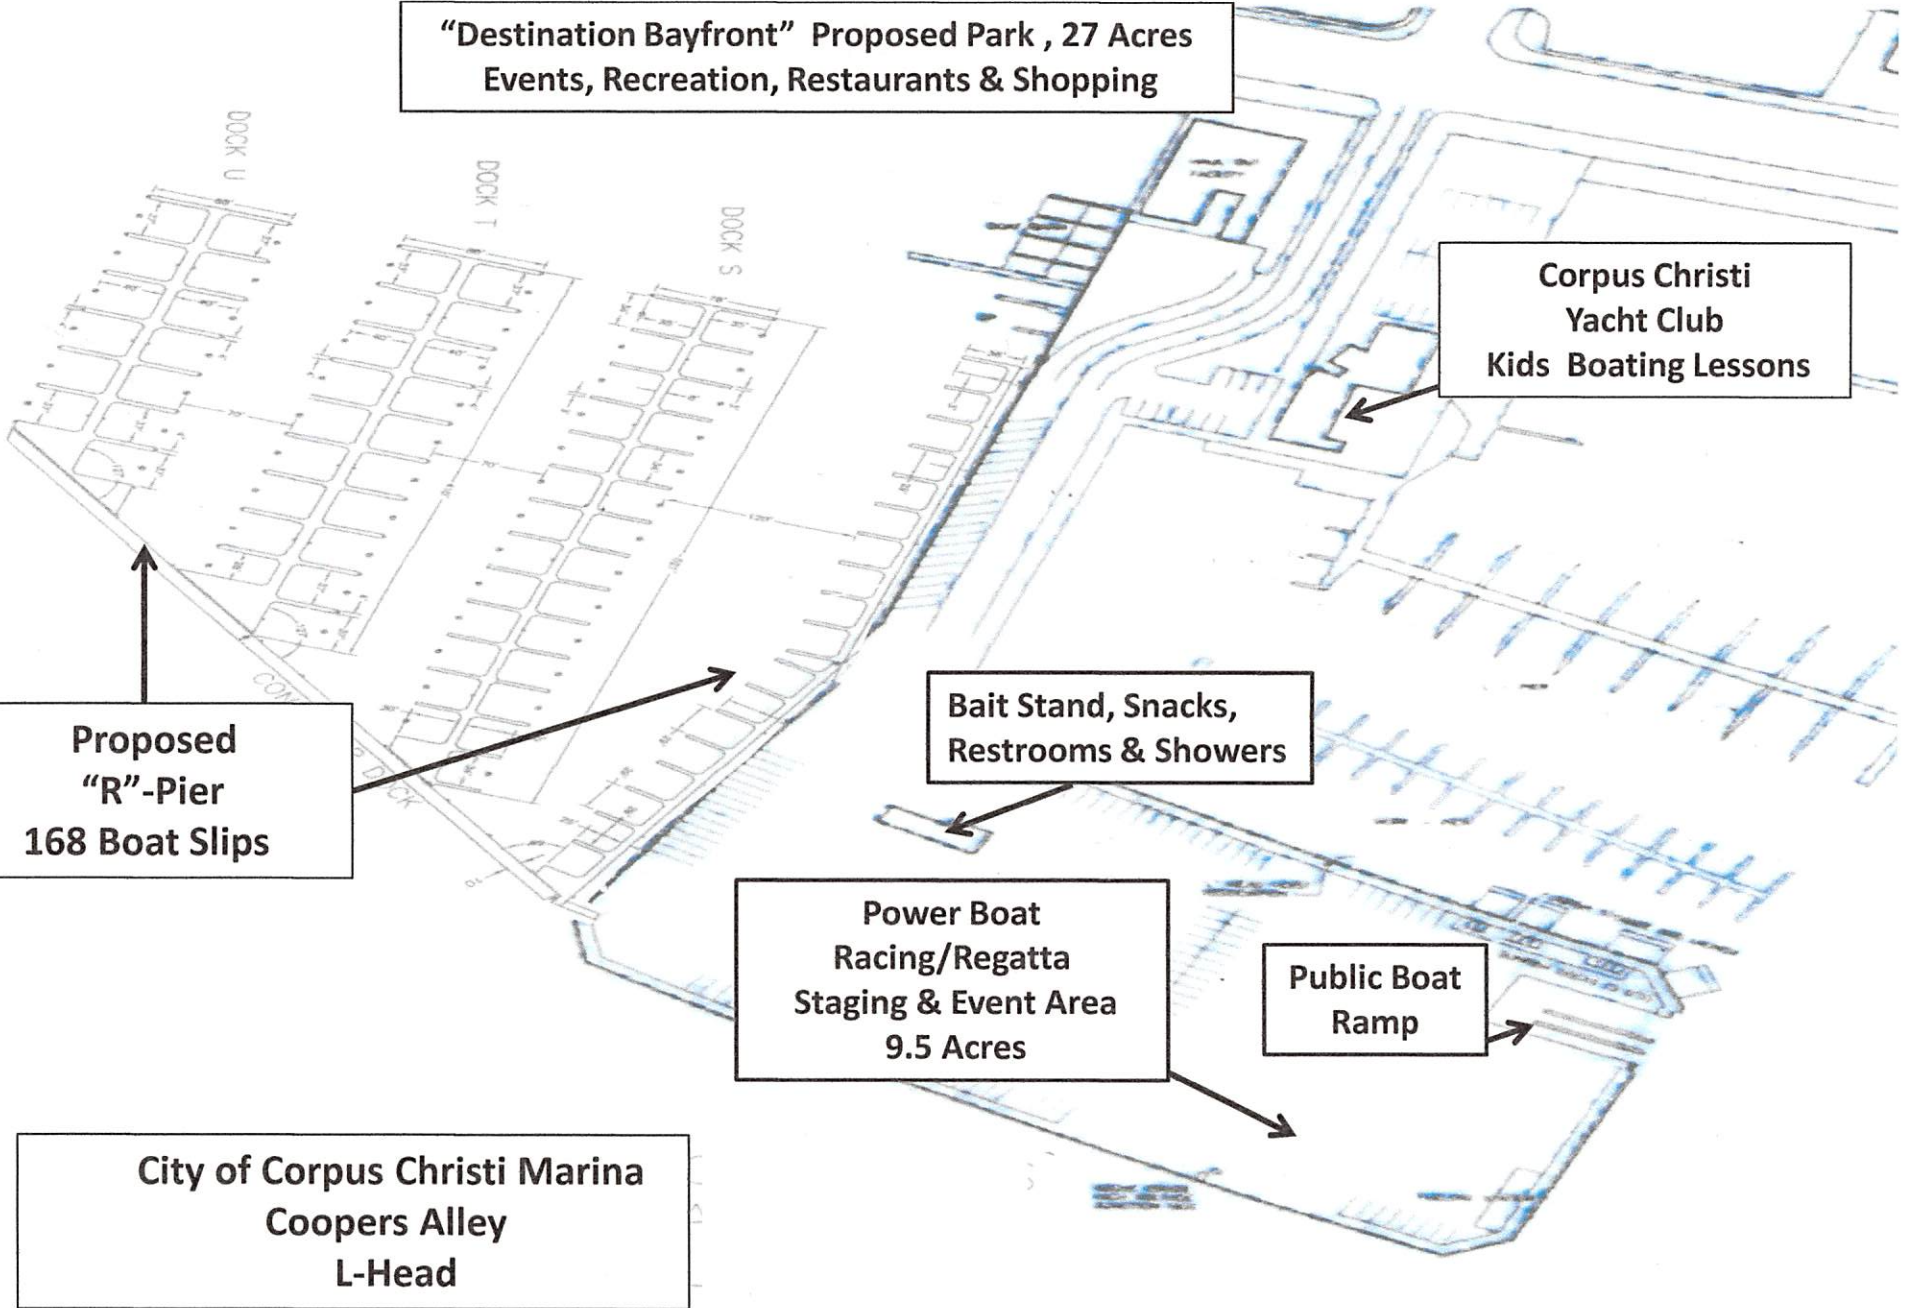 “Destination Bayfront” Proposed Park , 27 Acres
Events, Recreation, Restaurants & Shopping
DOCK U
DOCK T
DOCK S
Corpus Christi
Yacht Club
Kids Boating Lessons
Proposed
“R”-Pier
168 Boat Slips
DOCK
Bait Stand, Snacks,
Restrooms & Showers
Power Boat
Racing/Regatta
Staging & Event Area
9.5 Acres
Public Boat
Ramp
City of Corpus Christi Marina
Coopers Alley
L-Head